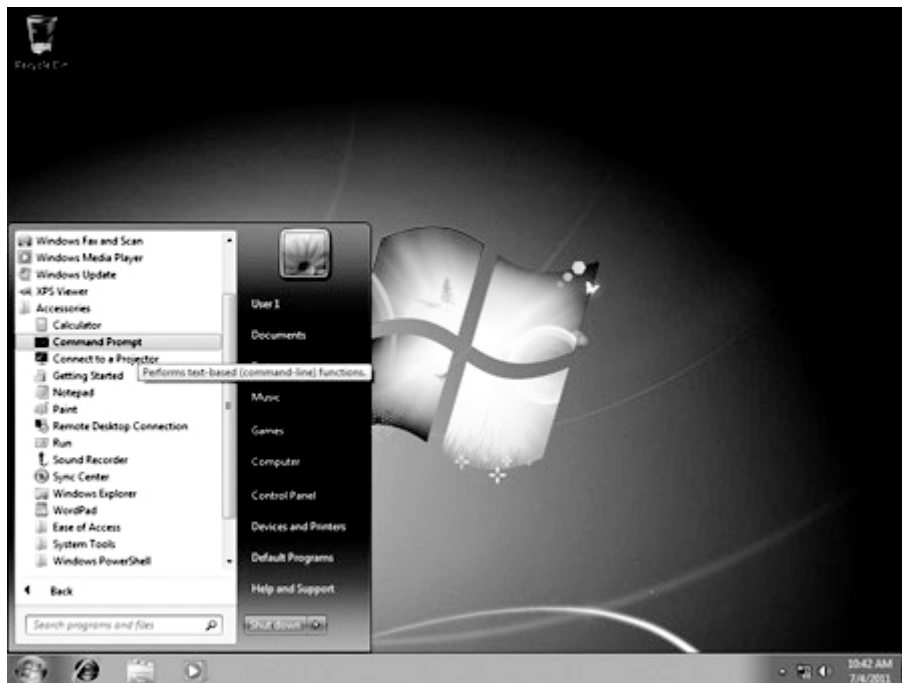 Recycle Bin
Windows Fax and Scan
Windows Media Player
Windows Update
XPS Viewer
Accessories
Calculator
Command Prompt
Connect to a Projector
Getting Started
Performs text-based (command-line) functions.
Notepad
Paint
Remote Desktop Connection
Run
Sound Recorder
Sync Center
Windows Explorer
WordPad
Ease of Access
System Tools
Windows PowerShell
Back
Search programs and files
User 1
Documents
Music
Games
Computer
Control Panel
Devices and Printers
Default Programs
Help and Support
Shut down
10:42 AM
7/4/2011